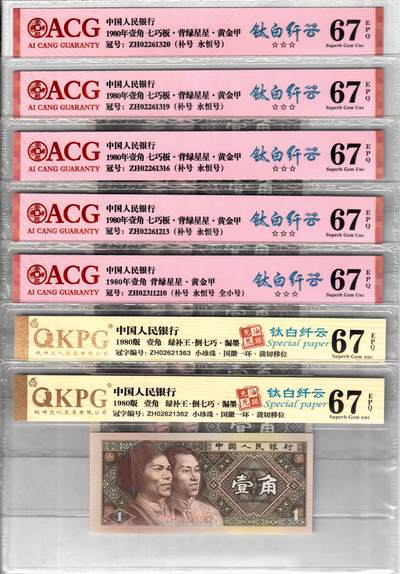 ACG
AI CANG GUARANTY
中国人民银行
1980年壹角 七巧板·背绿星星·黄金甲
冠号: ZH02261320 (补号 永恒号)
钛白纤云
☆☆☆
67 EPQ
Superb Gem Unc
ACG
AI CANG GUARANTY
中国人民银行
1980年壹角 七巧板·背绿星星·黄金甲
冠号: ZH02261319 (补号 永恒号)
钛白纤云
☆☆☆
67 EPQ
Superb Gem Unc
ACG
AI CANG GUARANTY
中国人民银行
1980年壹角 七巧板·背绿星星·黄金甲
冠号: ZH02261316 (补号 永恒号)
钛白纤云
☆☆☆
67 EPQ
Superb Gem Unc
ACG
AI CANG GUARANTY
中国人民银行
1980年壹角 七巧板·背绿星星·黄金甲
冠号: ZH02261213 (补号 永恒号)
钛白纤云
☆☆☆
67 EPQ
Superb Gem Unc
ACG
AI CANG GUARANTY
中国人民银行
1980年壹角 背绿星星·黄金甲
冠号: ZH02311210 (补号 永恒号 全小号)
钛白纤云
☆☆☆
67 EPQ
Superb Gem Unc
QKPG®
中国人民银行
1980版 壹角 绿补王·倒七巧·漏墨
冠字编号: ZH02621363 小珍珠·国徽一环·裁切移位
钛白纤云
Special paper
67 EPQ
Superb Gem unc
QKPG®
中国人民银行
1980版 壹角 绿补王·倒七巧·漏墨
冠字编号: ZH02621362 小珍珠·国徽一环·裁切移位
钛白纤云
Special paper
67 EPQ
Superb Gem unc
中国人民银行
壹角
1
1